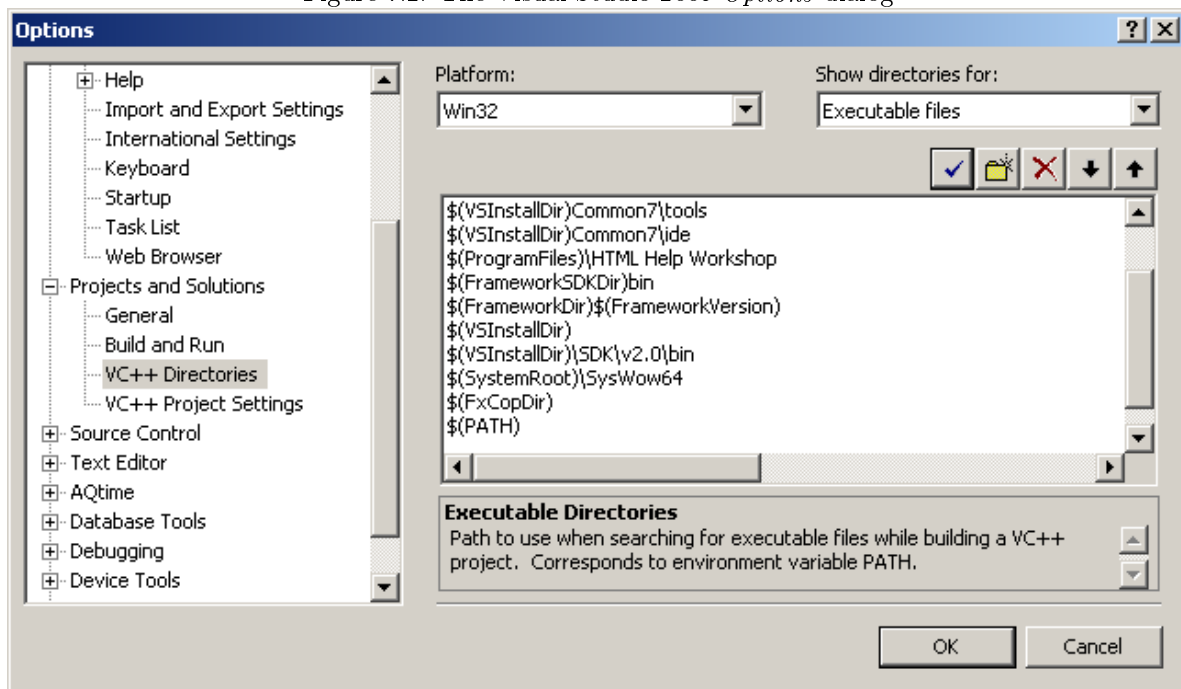 Options
Help
Import and Export Settings
International Settings
Keyboard
Startup
Task List
Web Browser
Projects and Solutions
General
Build and Run
VC++ Directories
VC++ Project Settings
Source Control
Text Editor
AQtime
Database Tools
Debugging
Device Tools
Platform:
Win32
Show directories for:
Executable files
$(VSInstallDir)Common7\tools
$(VSInstallDir)Common7\ide
$(ProgramFiles)\HTML Help Workshop
$(FrameworkSDKDir)bin
$(FrameworkDir)$(FrameworkVersion)
$(VSInstallDir)
$(VSInstallDir)\SDK\v2.0\bin
$(SystemRoot)\SysWow64
$(FxCopDir)
$(PATH)
Executable Directories
Path to use when searching for executable files while building a VC++
project.  Corresponds to environment variable PATH.
OK
Cancel